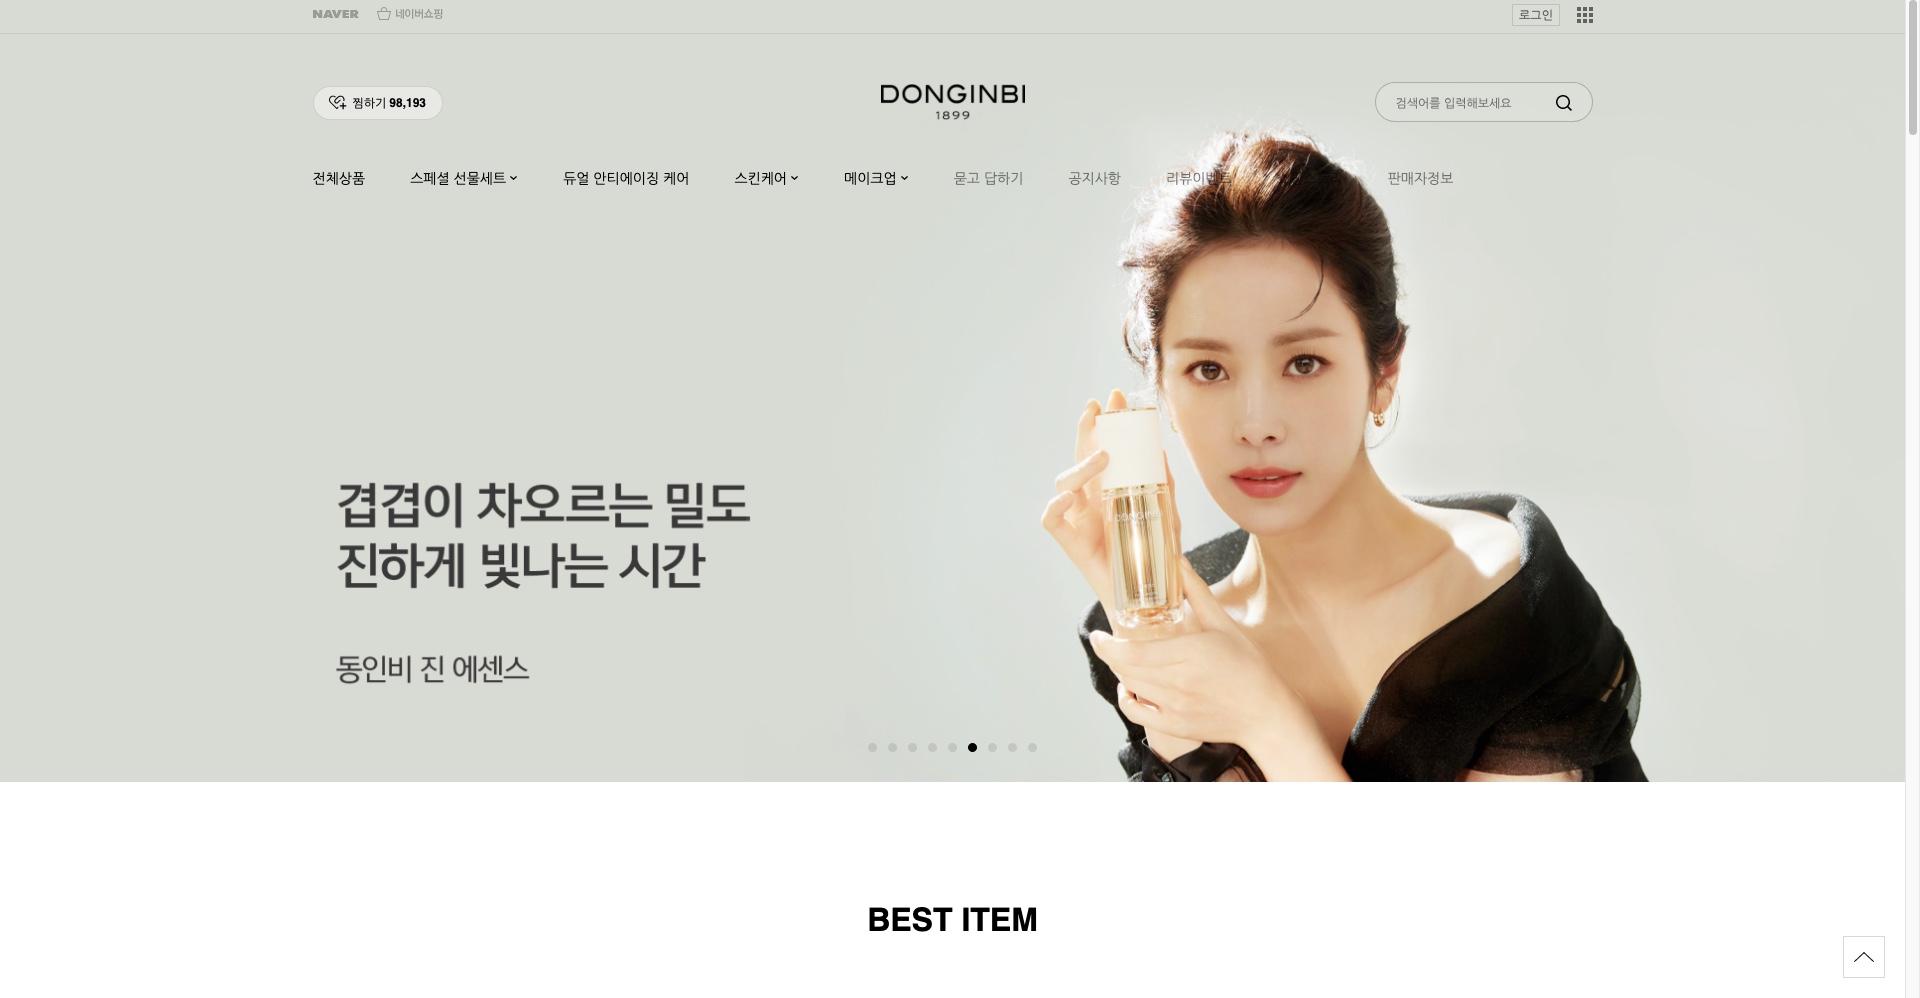 NAVER 네이버쇼핑 로그인
찜하기 98,193
DONGINBI
1899
검색어를 입력해보세요
전체상품 스페셜 선물세트 듀얼 안티에이징 케어 스킨케어 메이크업 묻고 답하기 공지사항 리뷰이벤트 판매자정보
겹겹이 차오르는 밀도
진하게 빛나는 시간
DONGINBI
동인비 진 에센스
BEST ITEM